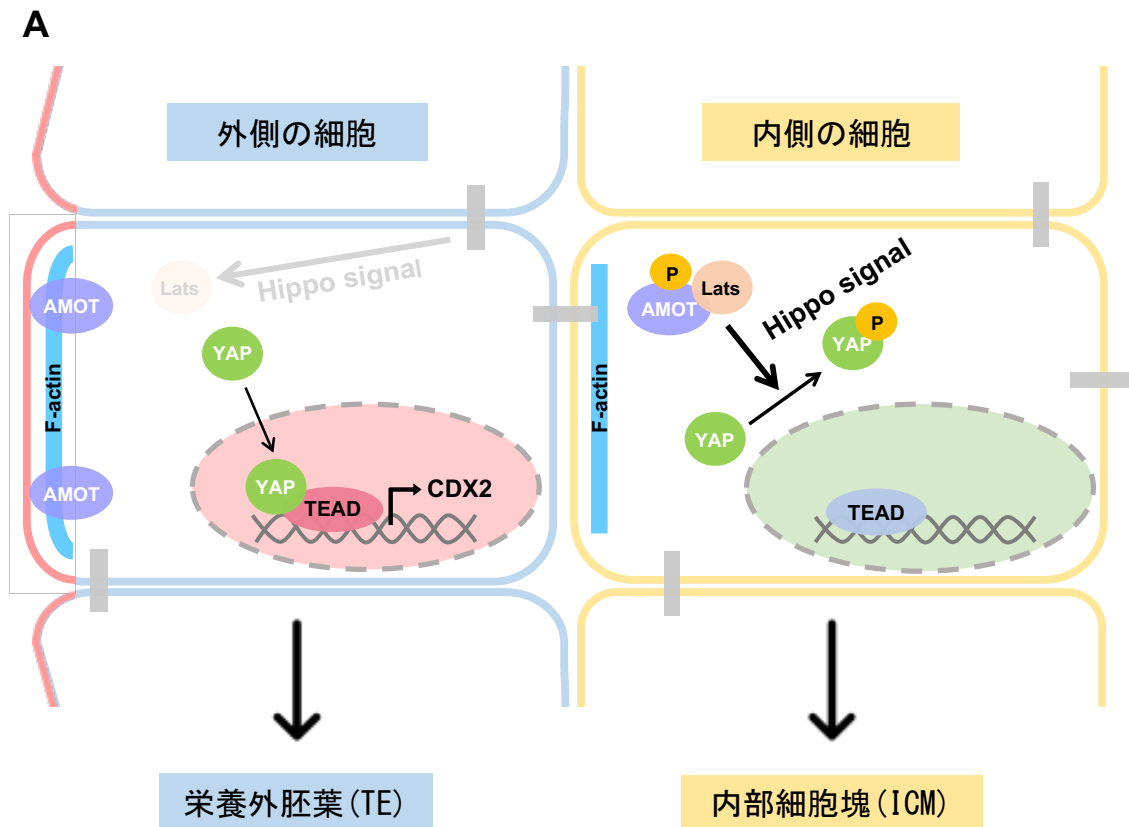 A
外側の細胞
内側の細胞
Lats
Hippo signal
AMOT
YAP
F-actin
AMOT
YAP
TEAD
CDX2
P
AMOT
Lats
Hippo signal
P
YAP
YAP
F-actin
TEAD
栄養外胚葉(TE)
内部細胞塊(ICM)